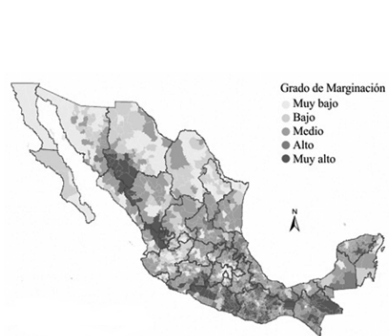 Grado de Marginación
Muy bajo
Bajo
Medio
Alto
Muy alto
N